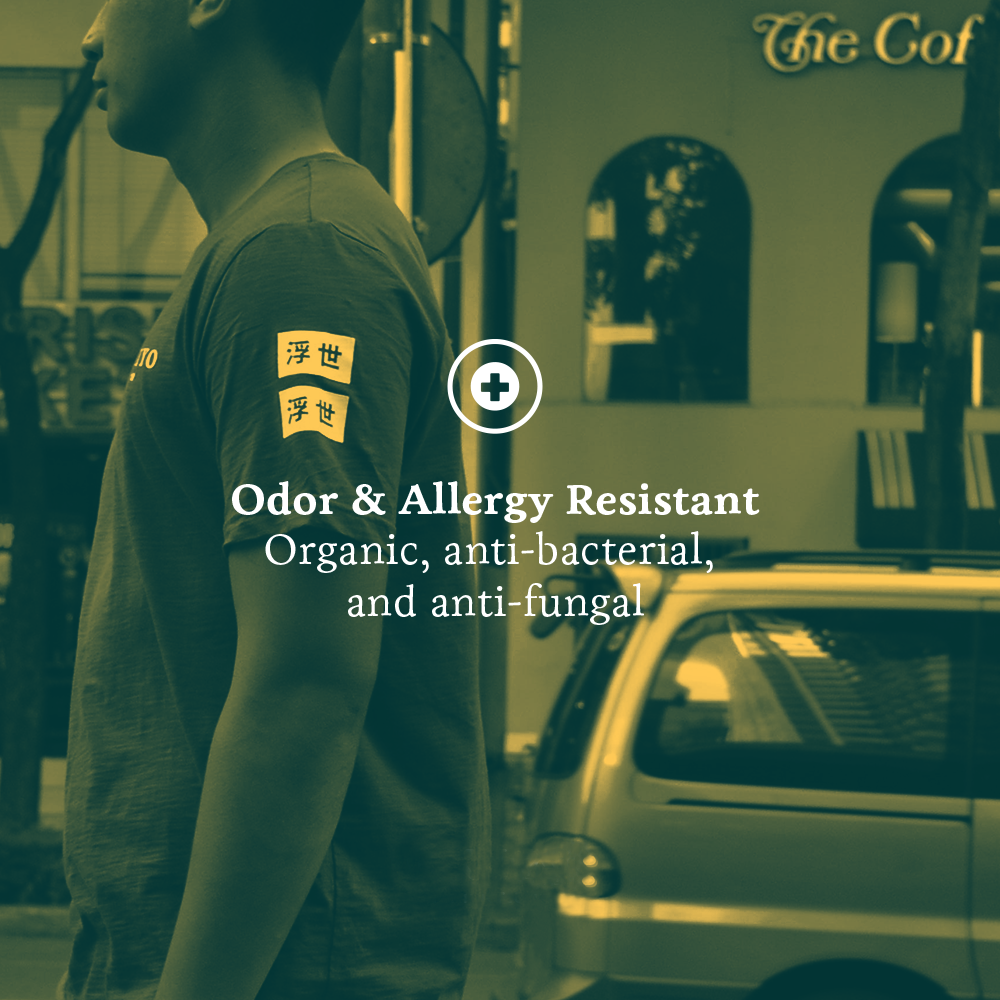 The Cof
浮世
浮世
Odor & Allergy Resistant
Organic, anti-bacterial,
and anti-fungal